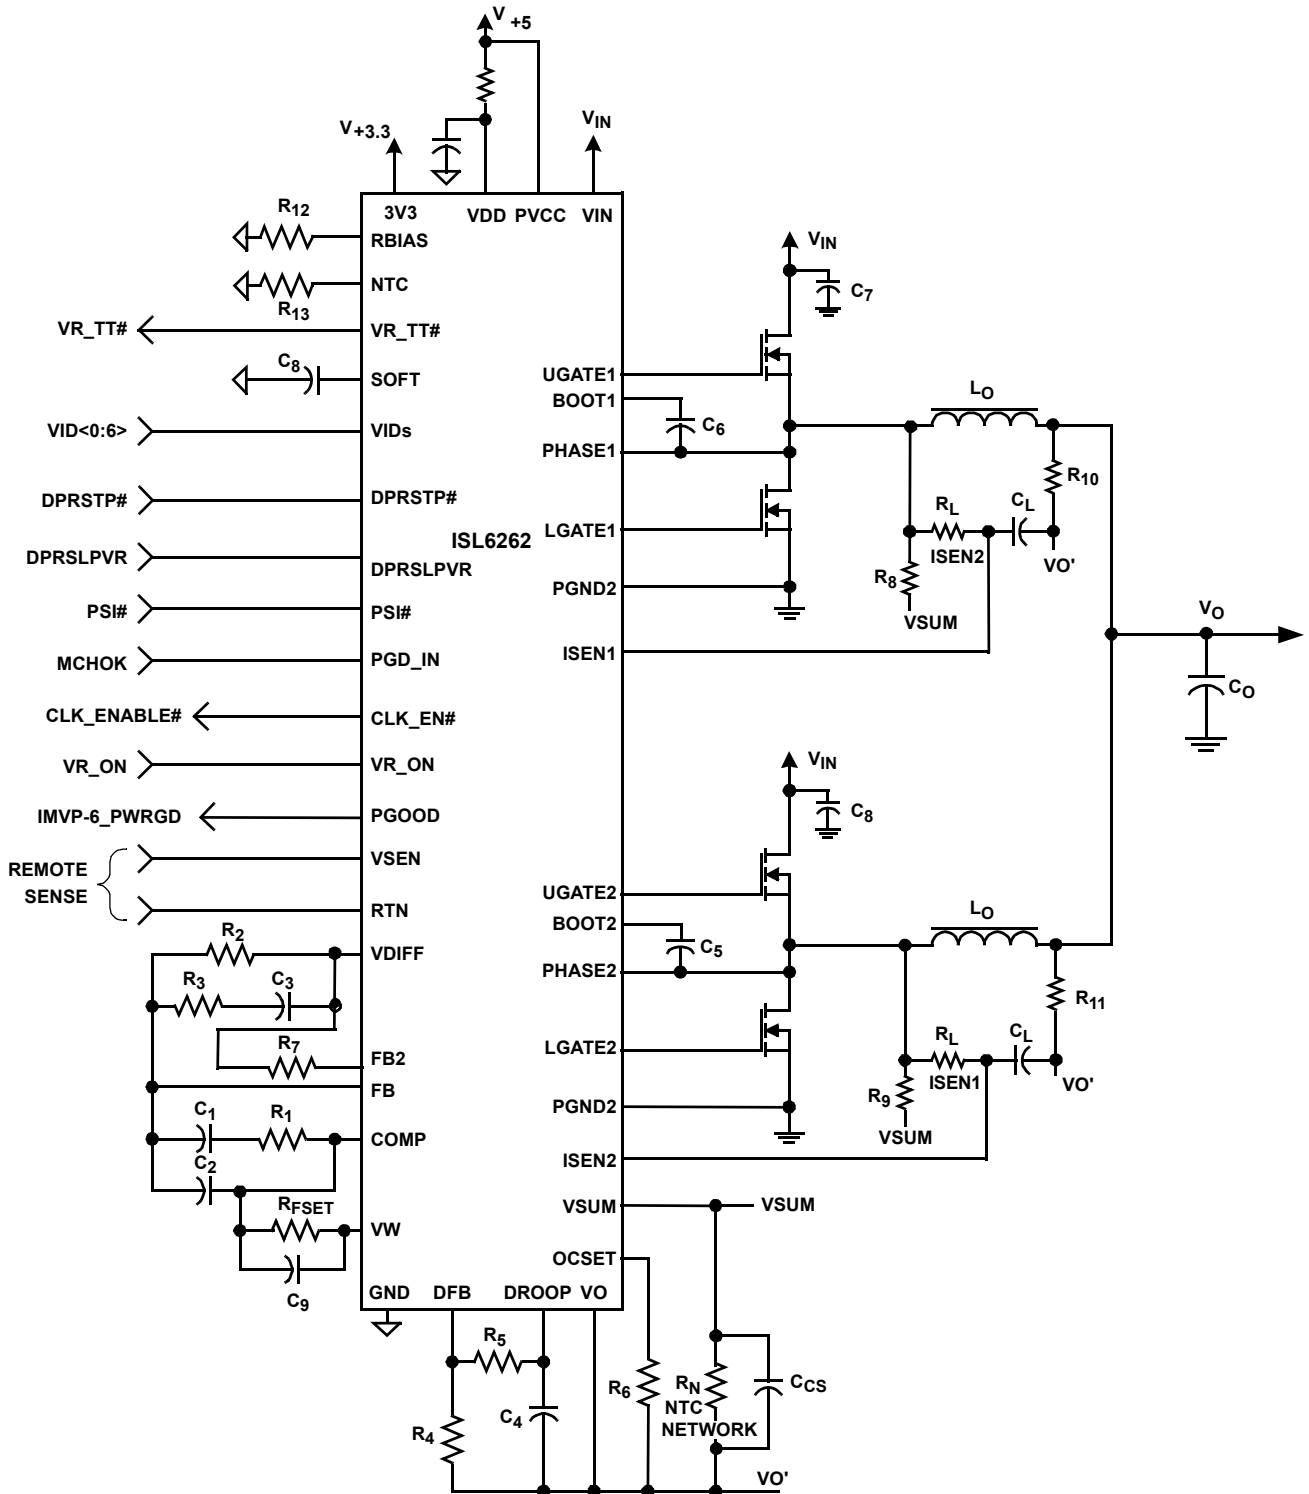 V +5
V+3.3
VIN
3V3 VDD PVCC VIN
R12
RBIAS
NTC
R13
VR_TT# VR_TT#
C8
SOFT
VID<0:6> VIDs
DPRSTP# DPRSTP#
ISL6262
DPRSLPVR DPRSLPVR
PSI# PSI#
MCHOK PGD_IN
CLK_ENABLE# CLK_EN#
VR_ON VR_ON
IMVP-6_PWRGD PGOOD
REMOTE
SENSE
VSEN
RTN
R2
VDIFF
R3 C3
R7
FB2
FB
C1 R1
COMP
C2
RFSET
VW
C9
GND DFB DROOP VO
R5
R4
C4
R6
RN
NTC
NETWORK
CCS
VO'
VIN
C7
UGATE1
BOOT1
C6
PHASE1
LGATE1
PGND2
ISEN1
LO
R10
RL CL
ISEN2
VO'
R8
VSUM
VO
CO
VIN
C8
UGATE2
BOOT2
C5
PHASE2
LGATE2
PGND2
ISEN2
LO
R11
RL CL
ISEN1
VO'
R9
VSUM
VSUM VSUM
OCSET